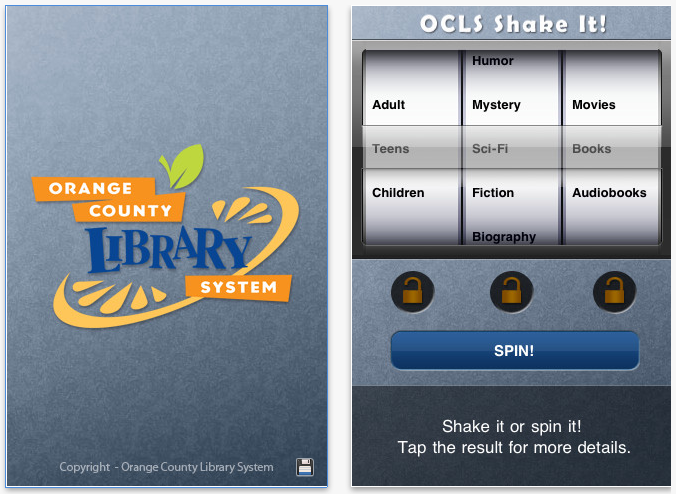 ORANGE
COUNTY
LIBRARY
SYSTEM
Copyright - Orange County Library System
OCLS Shake It!
Humor
Adult Mystery Movies
Teens Sci-Fi Books
Children Fiction Audiobooks
Biography
SPIN!
Shake it or spin it!
Tap the result for more details.